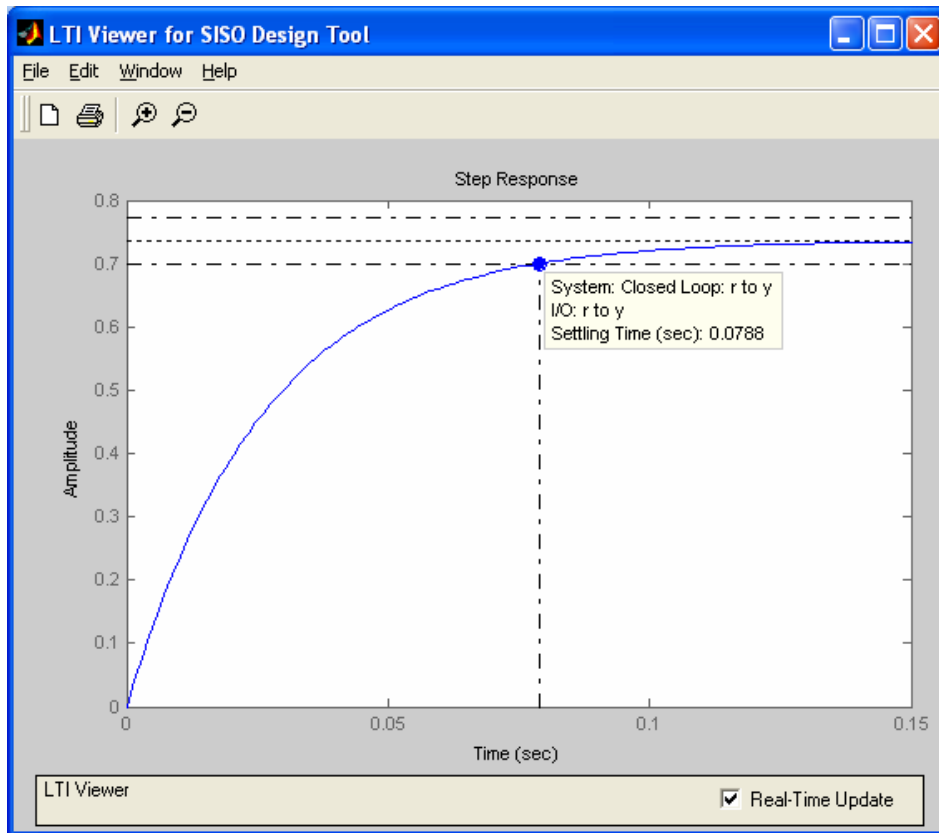 LTI Viewer for SISO Design Tool
File Edit Window Help
Step Response
0.8
0.7
0.6
0.5
0.4
0.3
0.2
0.1
0
Amplitude
System: Closed Loop: r to y
I/O: r to y
Settling Time (sec): 0.0788
0 0.05 0.1 0.15
Time (sec)
LTI Viewer
Real-Time Update